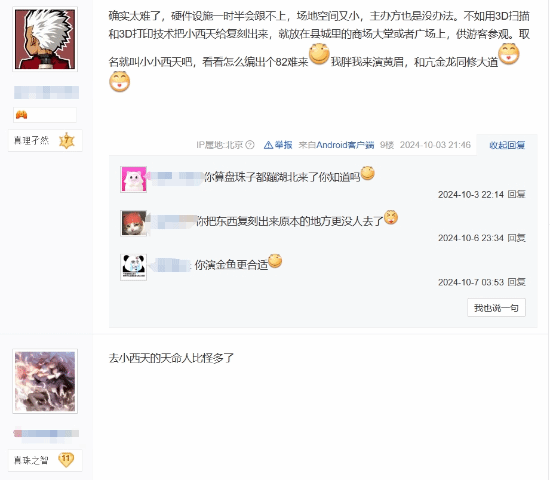 确实太难了，硬件设施一时半会跟不上，场地空间又小，主办方也是没办法。不如用3D扫描
和3D打印技术把小西天给复刻出来，就放在县城里的商场大堂或者广场上，供游客参观。取
名就叫小小西天吧，看看怎么编出个82难来 我胖我来演黄眉，和亢金龙同修大道
真理孑然 7
IP属地:北京 举报 来自Android客户端 9楼 2024-10-03 21:46 收起回复
你算盘珠子都蹦湖北来了你知道吗
2024-10-3 22:14 回复
你把东西复刻出来原本的地方更没人去了
2024-10-6 23:34 回复
: 你演金鱼更合适
2024-10-7 03:53 回复
我也说一句
去小西天的天命人比怪多了
真珠之智 11